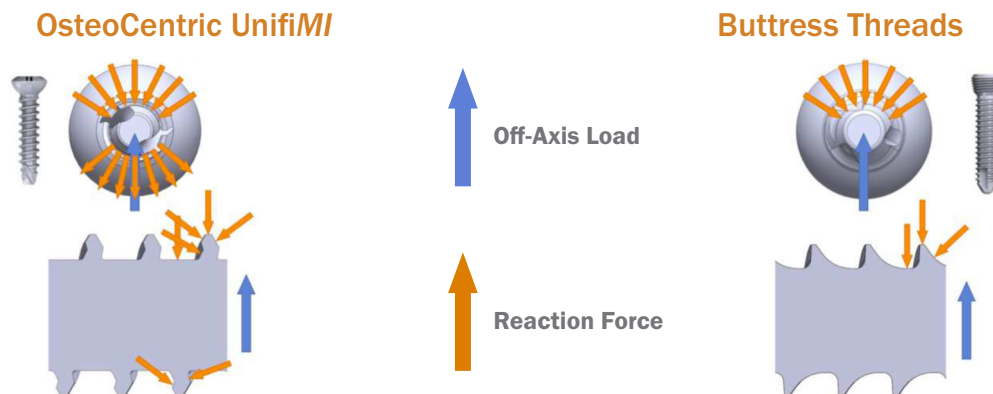 OsteoCentric UnifiMI
Buttress Threads
Off-Axis Load
Reaction Force